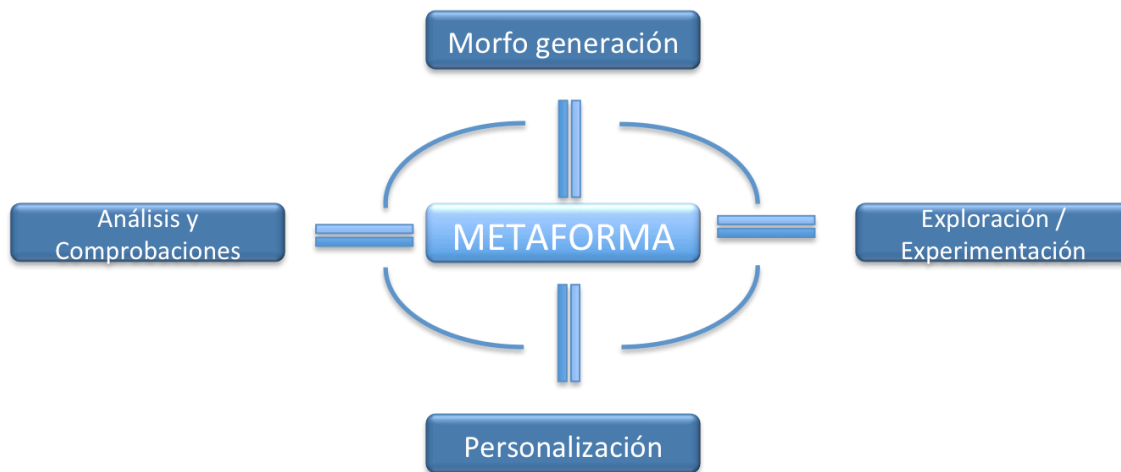 Morfo generación
Análisis y
Comprobaciones
METAFORMA
Exploración /
Experimentación
Personalización